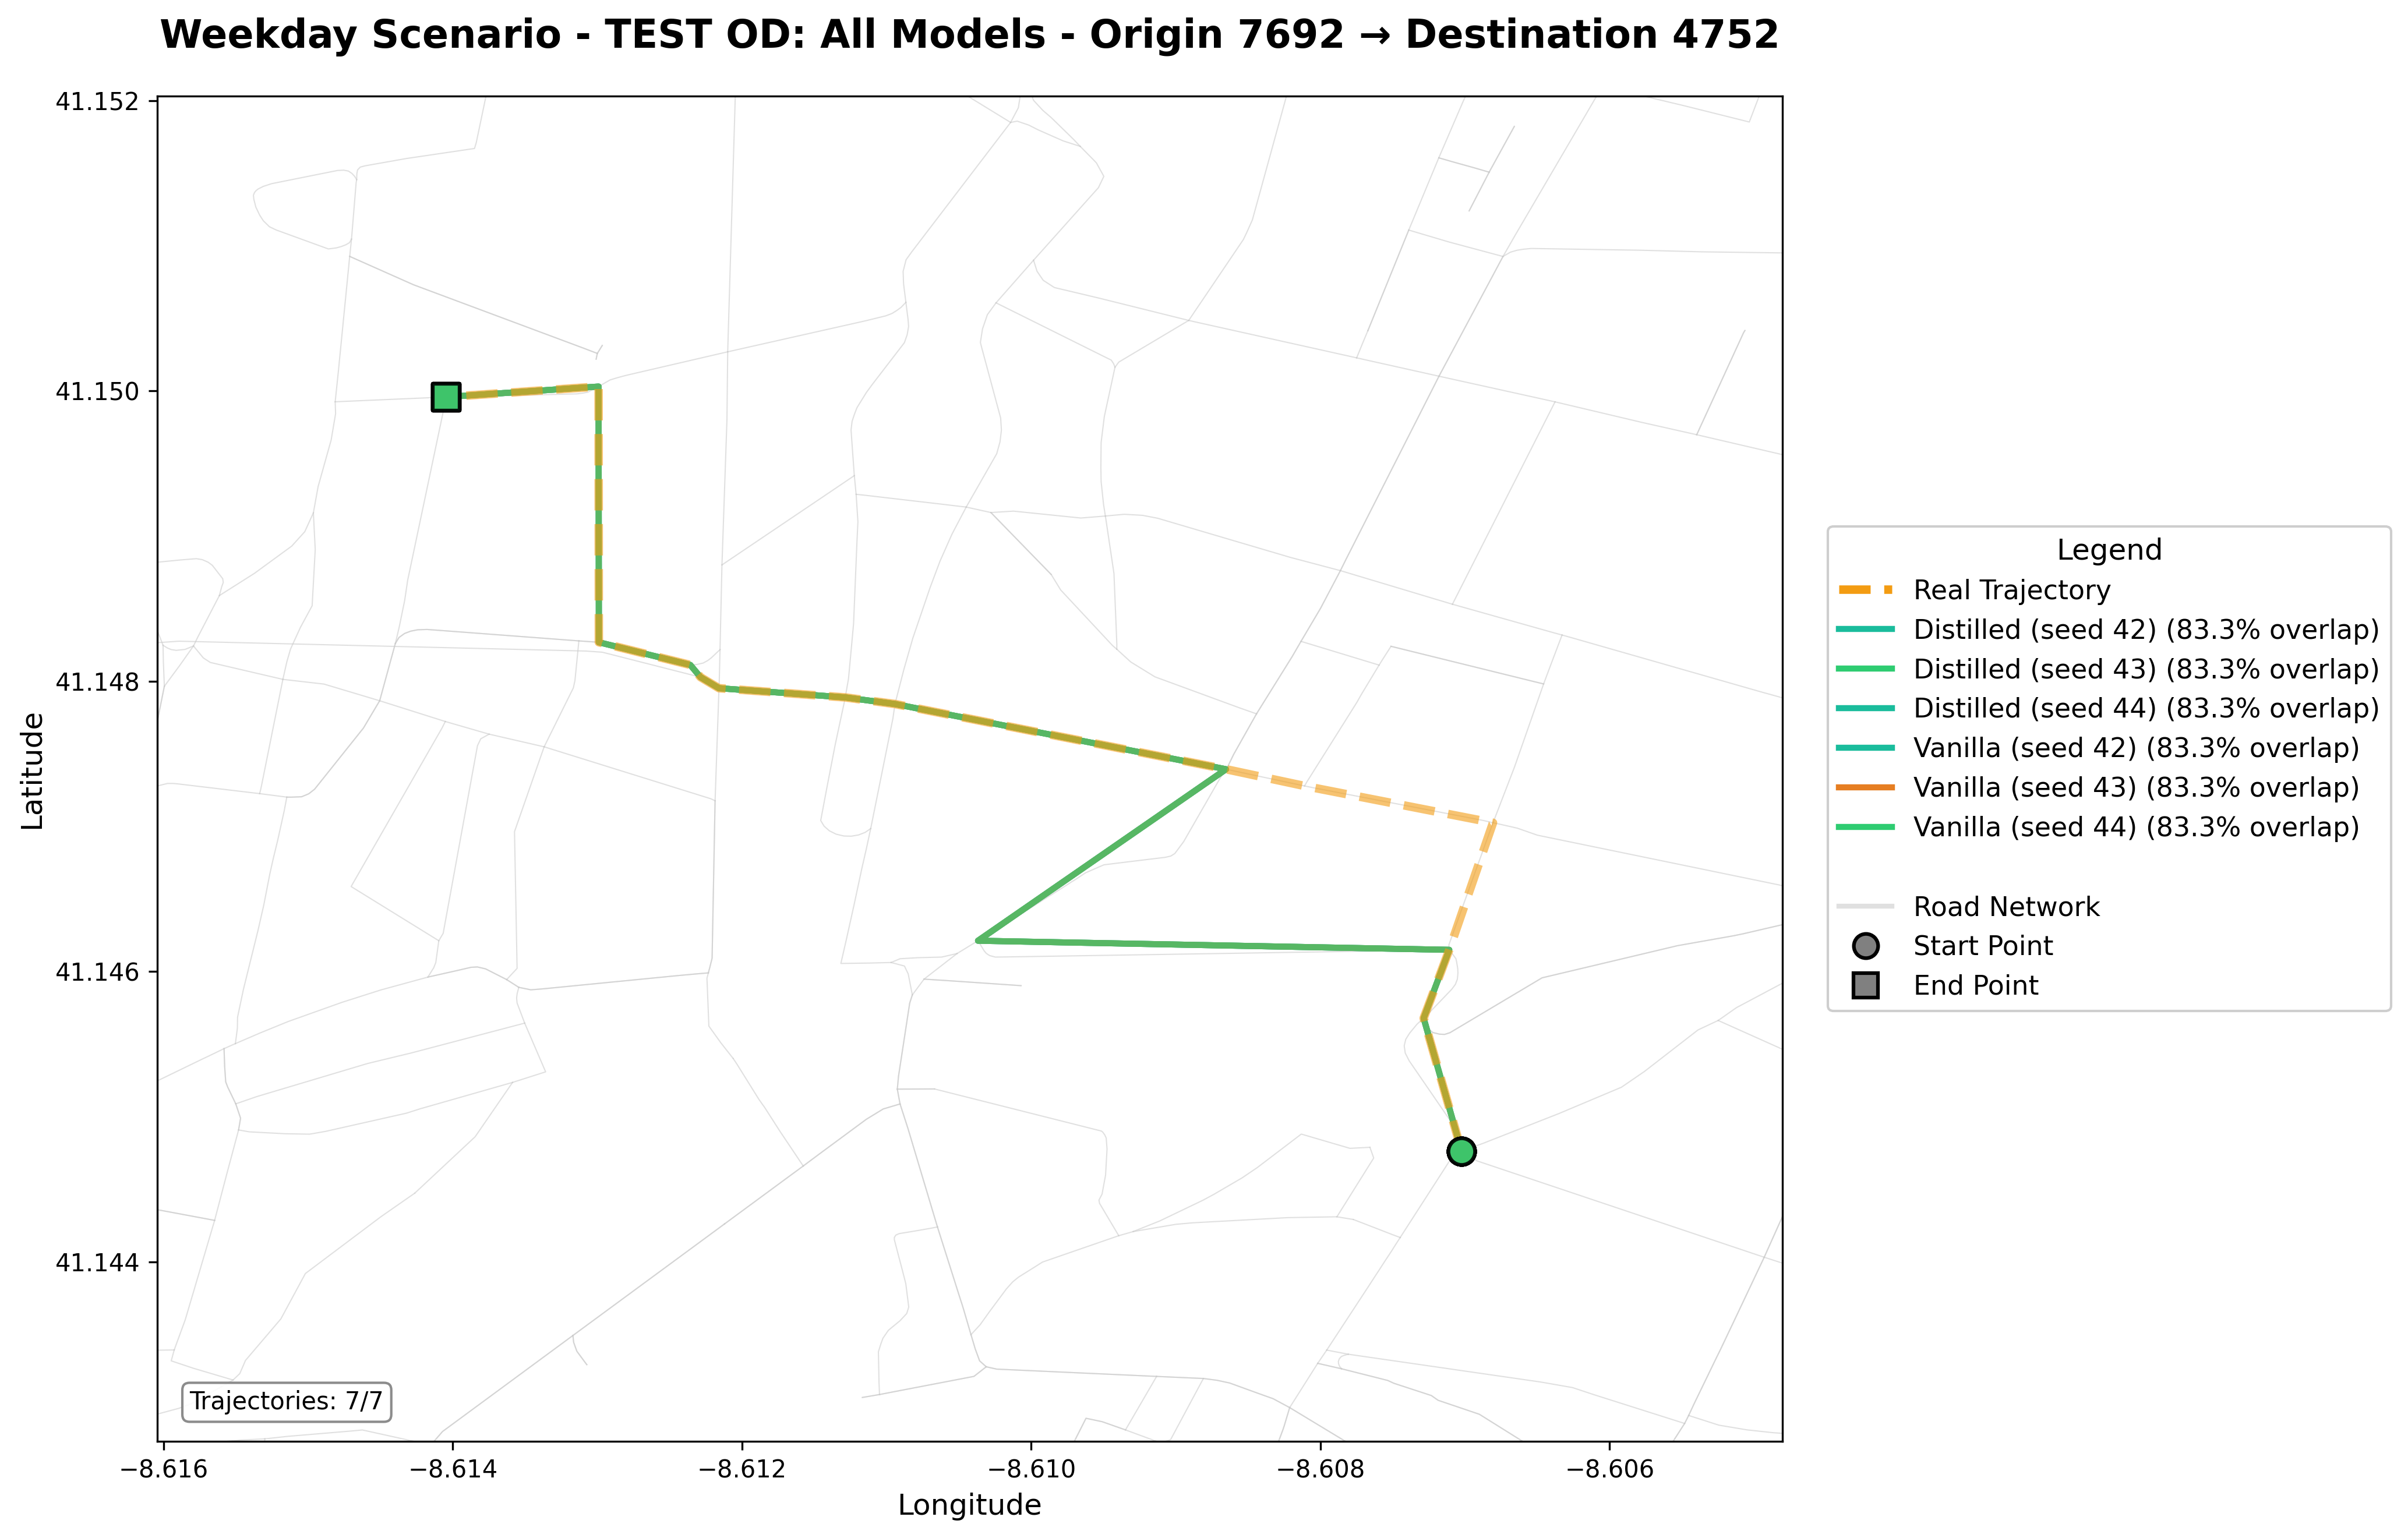 Weekday Scenario - TEST OD: All Models - Origin 7692 → Destination 4752
41.152
41.150
41.148
41.146
41.144
Latitude
−8.616
−8.614
−8.612
−8.610
−8.608
−8.606
Longitude
Trajectories: 7/7
Legend
Real Trajectory
Distilled (seed 42) (83.3% overlap)
Distilled (seed 43) (83.3% overlap)
Distilled (seed 44) (83.3% overlap)
Vanilla (seed 42) (83.3% overlap)
Vanilla (seed 43) (83.3% overlap)
Vanilla (seed 44) (83.3% overlap)
Road Network
Start Point
End Point